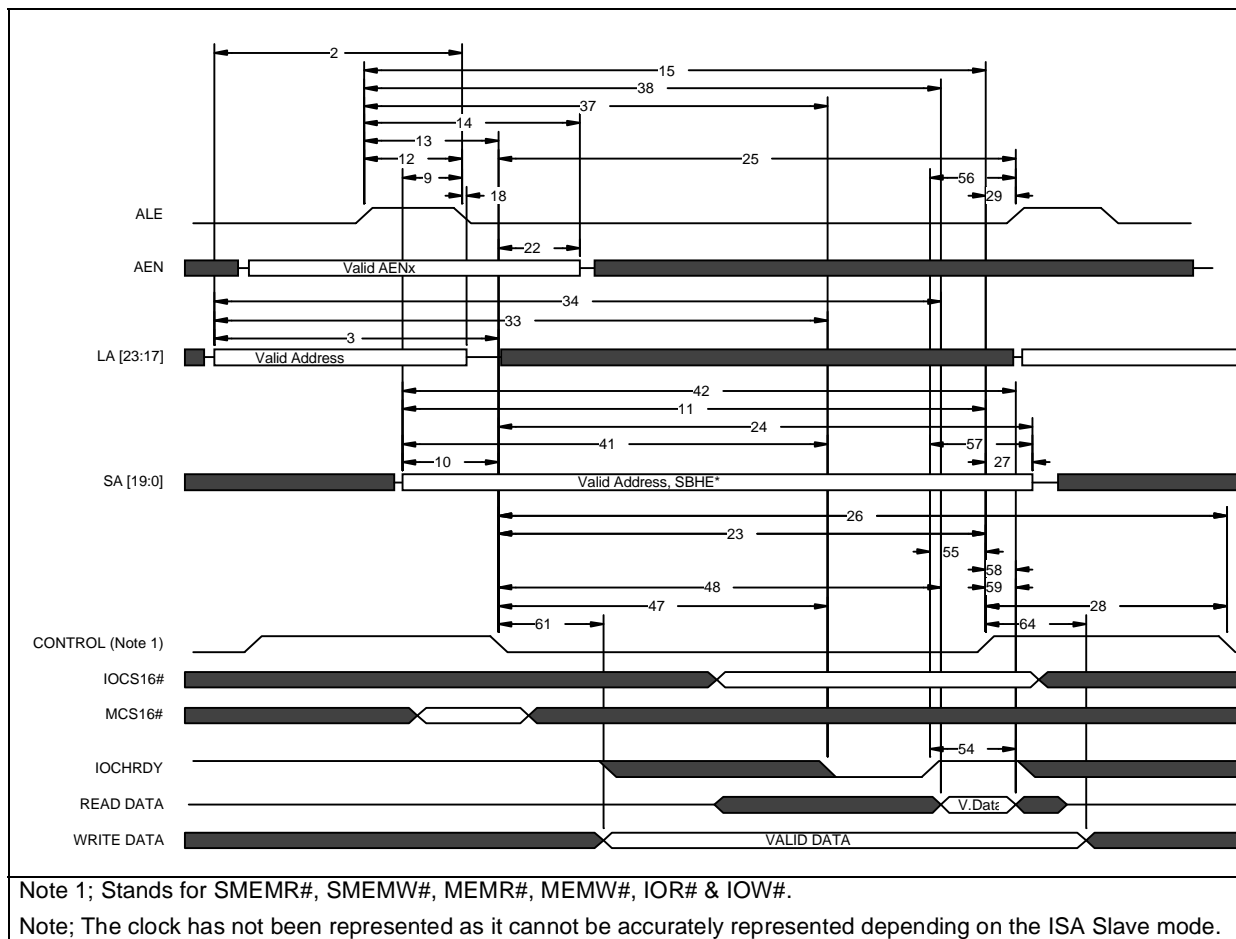 2
15
38
37
14
13
12
25
9
56
18
29
ALE
22
AEN
Valid AENx
34
33
3
LA [23:17]
Valid Address
42
11
24
41
57
10
27
SA [19:0]
Valid Address, SBHE*
26
23
55
58
48
59
47
28
61
64
CONTROL (Note 1)
IOCS16#
MCS16#
54
IOCHRDY
READ DATA
V.Data
WRITE DATA
VALID DATA
Note 1; Stands for SMEMR#, SMEMW#, MEMR#, MEMW#, IOR# & IOW#.
Note; The clock has not been represented as it cannot be accurately represented depending on the ISA Slave mode.